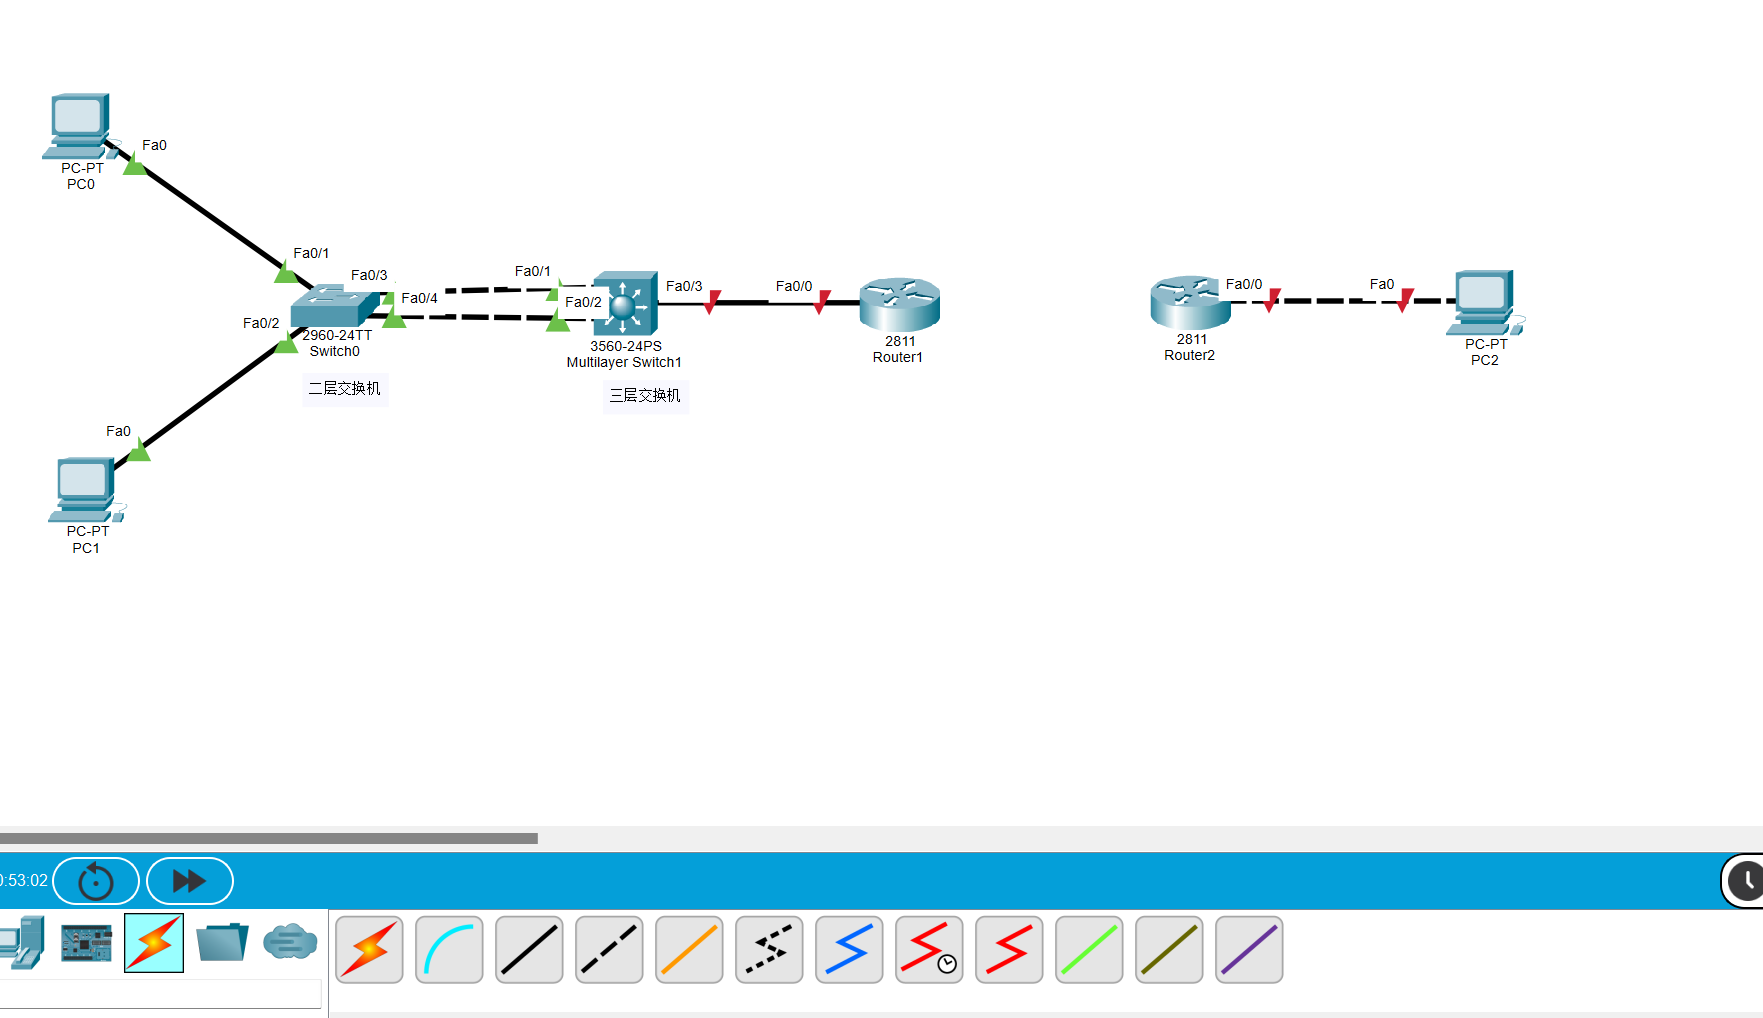 Fa0
PC-PT
PC0
Fa0/1
Fa0/3
Fa0/4
Fa0/2
2960-24TT
Switch0
二层交换机
Fa0
PC-PT
PC1
Fa0/1
Fa0/2
Fa0/3
3560-24PS
Multilayer Switch1
三层交换机
Fa0/0
2811
Router1
Fa0/0
2811
Router2
Fa0
PC-PT
PC2
:53:02